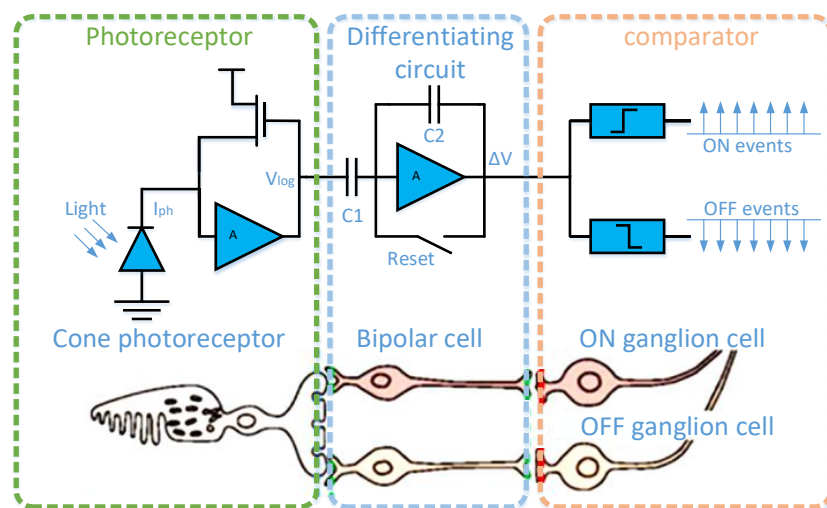 Photoreceptor
Differentiating
circuit
comparator
C2
A
Vlog
C1
ΔV
ON events
Light
Iph
A
Reset
OFF events
Cone photoreceptor
Bipolar cell
ON ganglion cell
OFF ganglion cell